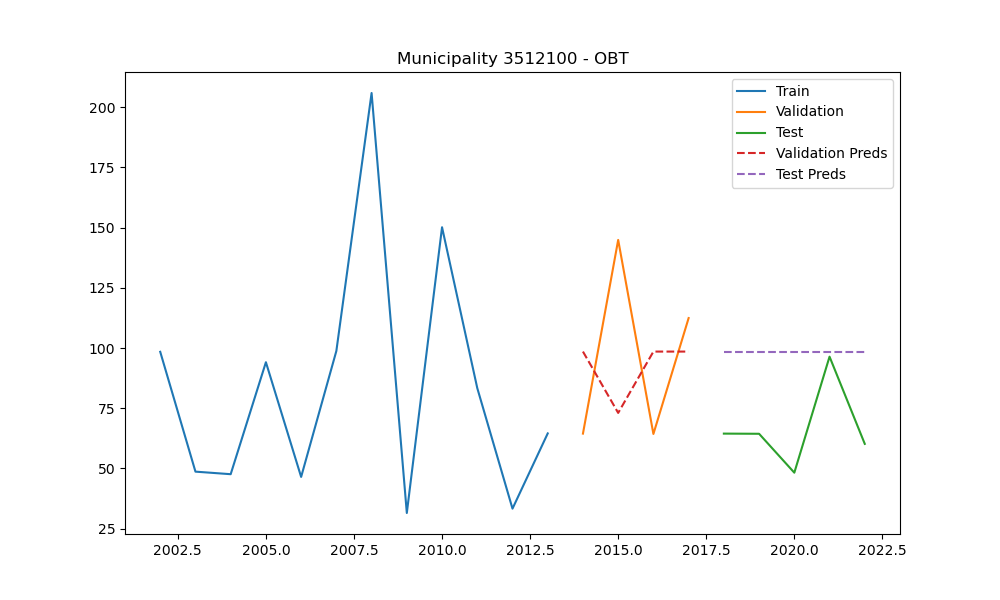 Municipality 3512100 - OBT
Train
Validation
Test
Validation Preds
Test Preds
200
175
150
125
100
75
50
25
2002.5 2005.0 2007.5 2010.0 2012.5 2015.0 2017.5 2020.0 2022.5